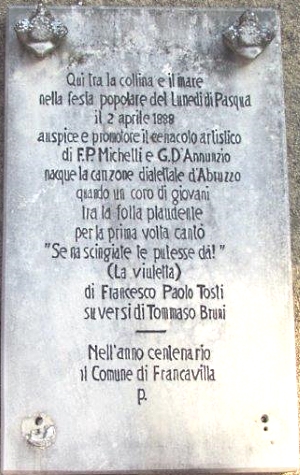 Qui tra la collina e il mare
nella festa popolare del Lunedì di Pasqua
il 2 aprile 1888
auspice e promotore il cenacolo artistico
di F.P. Michetti e G. D'Annunzio
nacque la canzone dialettale d'Abruzzo
quando un coro di giovani
tra la folla plaudente
per la prima volta cantò
"Se na scingiate te putesse dà!"
(La viuletta)
di Francesco Paolo Tosti
su versi di Tommaso Bruni
Nell'anno centenario
il Comune di Francavilla
p.